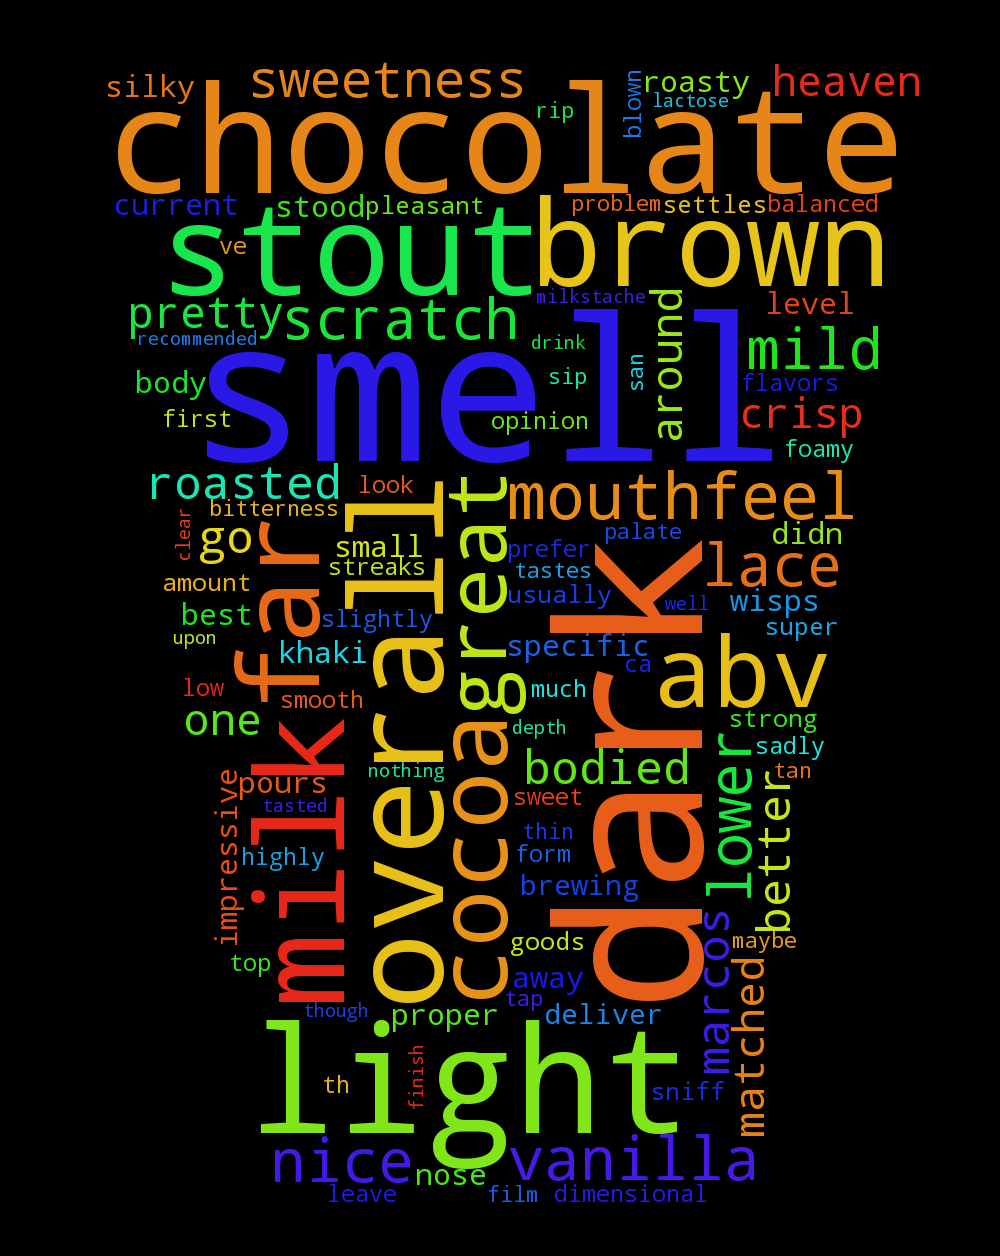 silky
sweetness
roasty
heaven
chocolate
rip
blown
lactose
current
stood
pleasant
problem
settles
balanced
stout
brown
ve
pretty
scratch
milkstache
around
level
recommended
drink
mild
smell
body
sip
san
flavors
first
opinion
crisp
foamy
roasted
look
overall
great
mouthfeel
bitterness
clear
go
far
small
streaks
prefer
palate
didn
amount
tastes
dark
lace
best
slightly
usually
well
wisps
upon
khaki
specific
super
low
smooth
much
ca
abv
one
milk
cocoa
depth
strong
nothing
bodied
lower
sadly
impressive
pours
tasted
sweet
better
tan
highly
thin
form
brewing
marcos
top
goods
maybe
away
tap
matched
though
proper
deliver
light
th
finish
sniff
nice
nose
vanilla
leave
film
dimensional